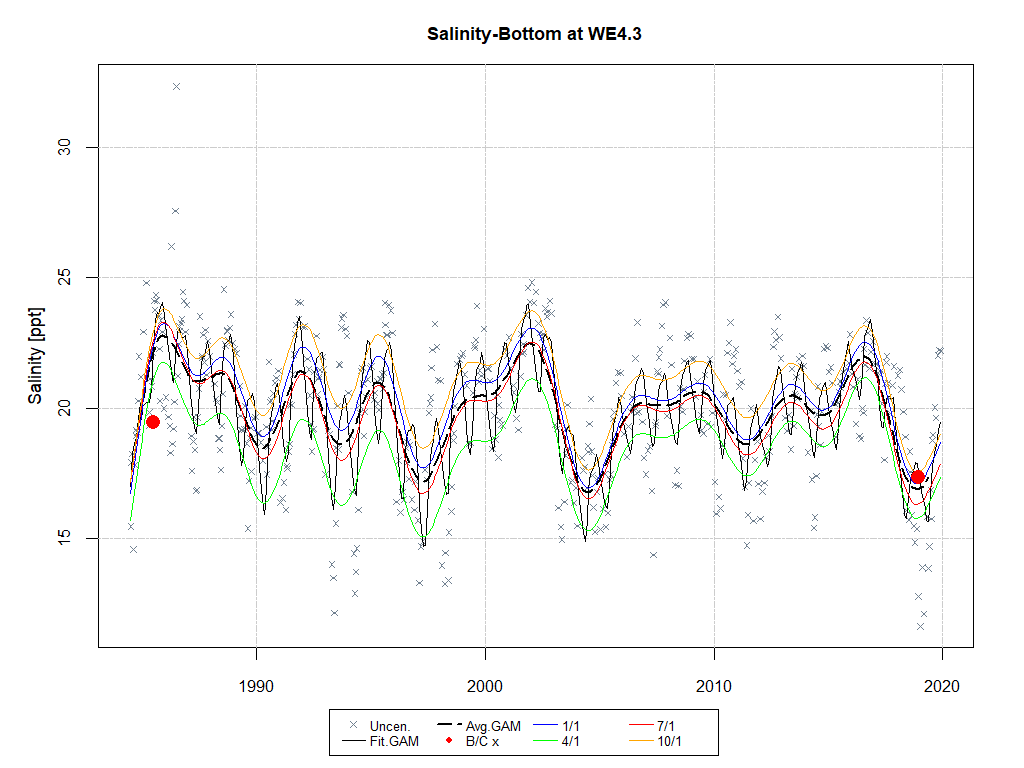 Salinity-Bottom at WE4.3
Salinity [ppt]
30
25
20
15
1990 2000 2010 2020
Uncen. Avg.GAM 1/1 7/1
Fit.GAM B/C x 4/1 10/1